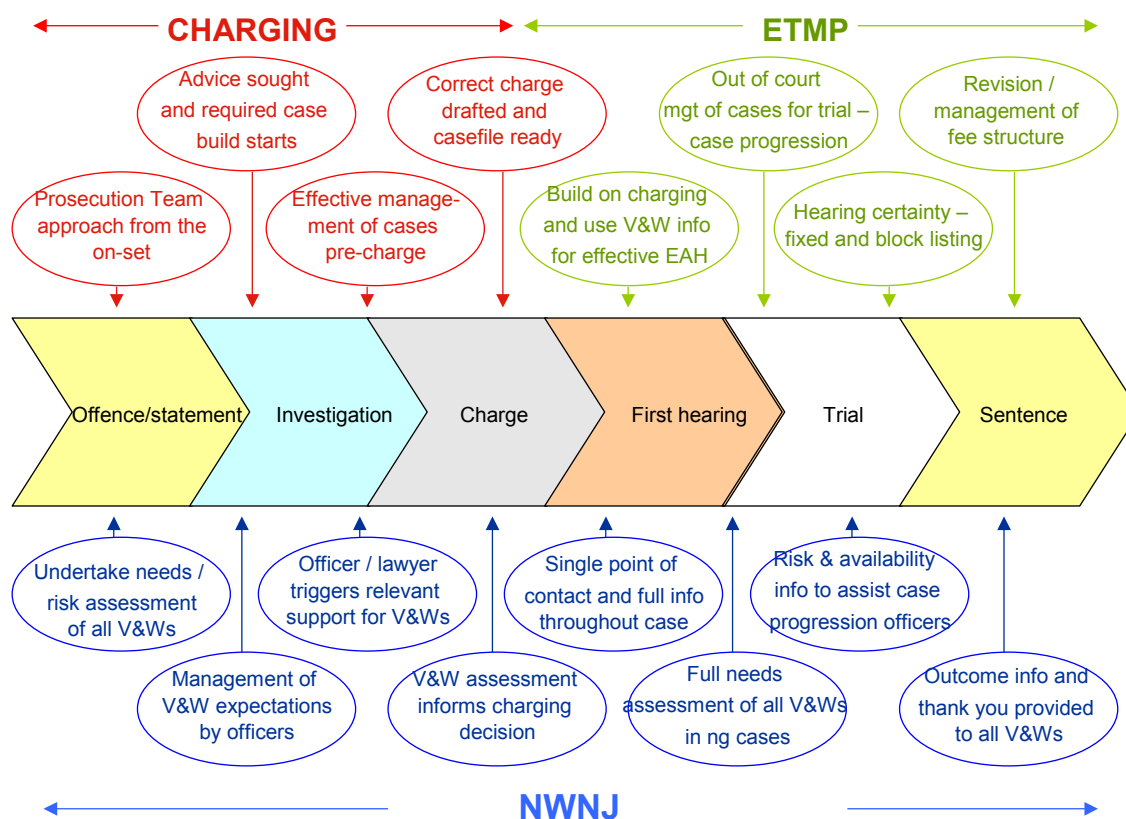 CHARGING
ETMP
Advice sought
and required case
build starts
Correct charge
drafted and
casefile ready
Out of court
mgt of cases for trial –
case progression
Revision /
management of
fee structure
Prosecution Team
approach from the
on-set
Effective manage-
ment of cases
pre-charge
Build on charging
and use V&W info
for effective EAH
Hearing certainty –
fixed and block listing
Offence/statement
Investigation
Charge
First hearing
Trial
Sentence
Undertake needs /
risk assessment
of all V&Ws
Officer / lawyer
triggers relevant
support for V&Ws
Single point of
contact and full info
throughout case
Risk & availability
info to assist case
progression officers
Management of
V&W expectations
by officers
V&W assessment
informs charging
decision
Full needs
assessment of all V&Ws
in ng cases
Outcome info and
thank you provided
to all V&Ws
NWNJ